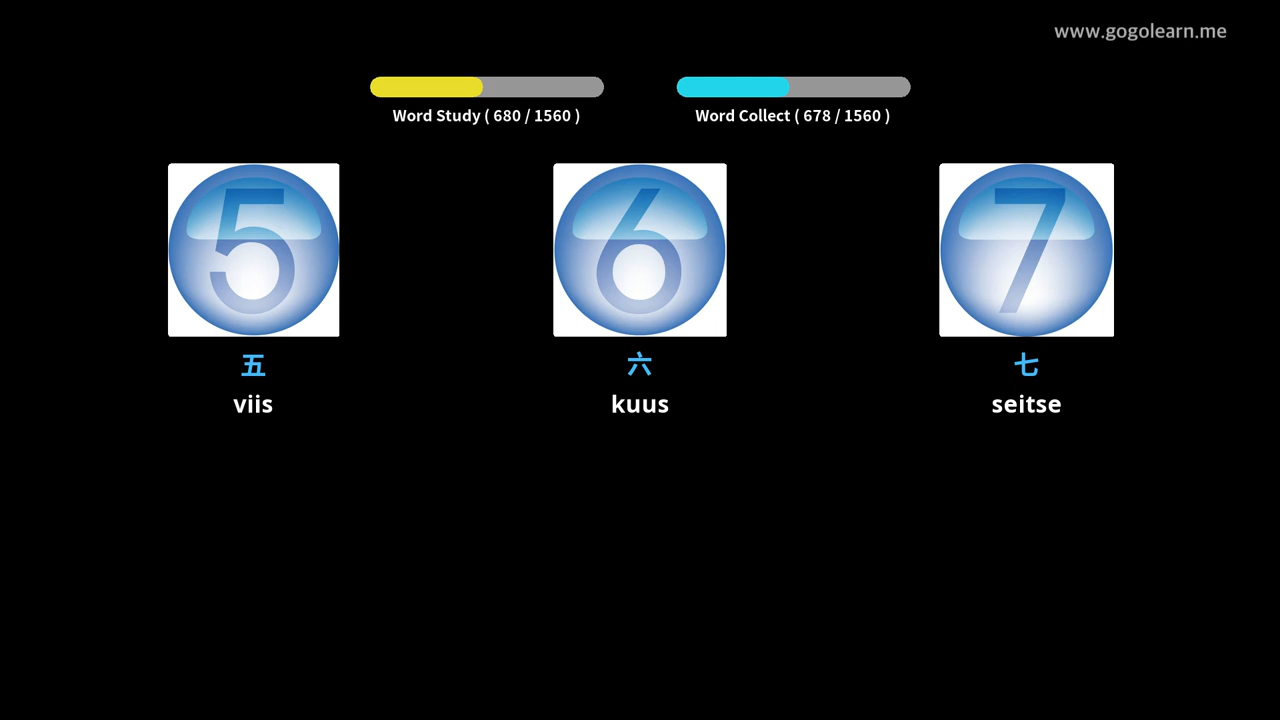 www.gogolearn.me
Word Study ( 680 / 1560 )
Word Collect ( 678 / 1560 )
5
6
7
五
六
七
viis
kuus
seitse